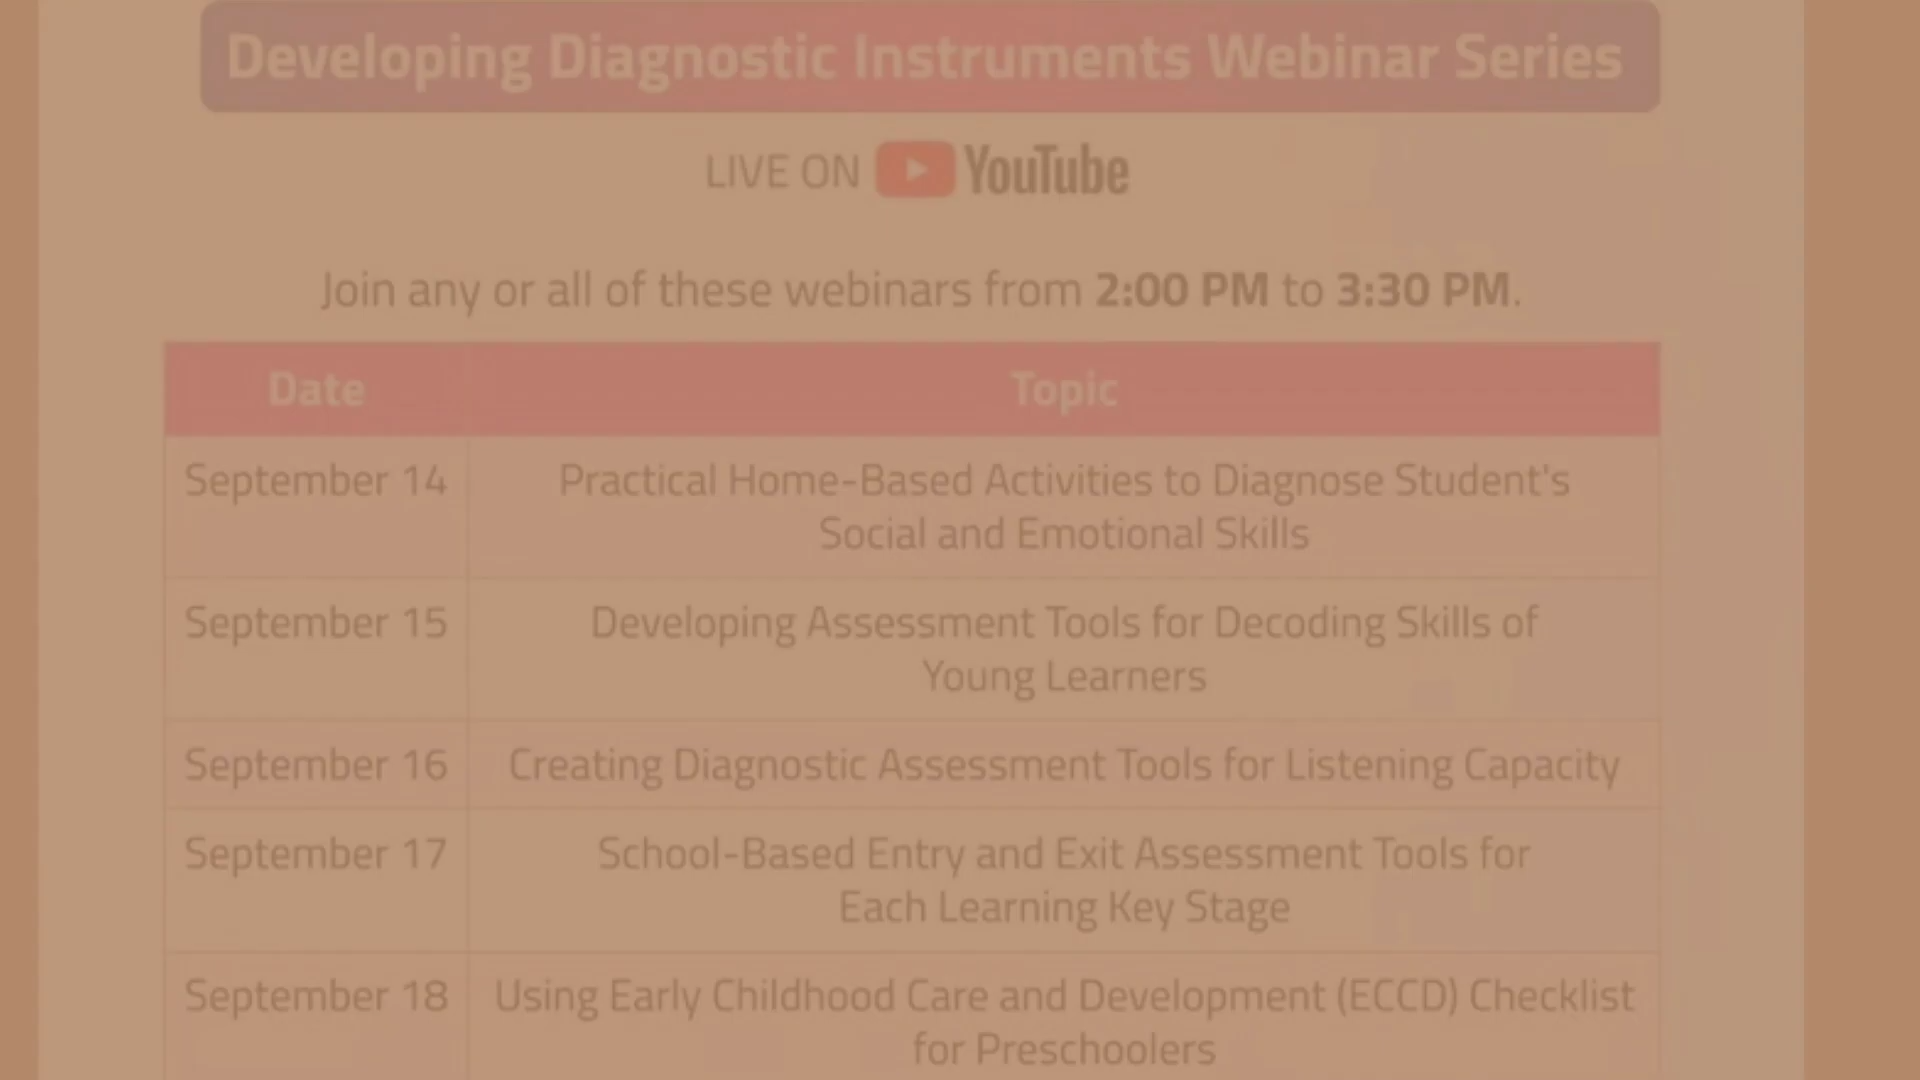 Developing Diagnostic Instruments Webinar Series
LIVE ON YouTube
Join any or all of these webinars from 2:00 PM to 3:30 PM.
Date Topic
September 14 Practical Home-Based Activities to Diagnose Student's
Social and Emotional Skills
September 15 Developing Assessment Tools for Decoding Skills of
Young Learners
September 16 Creating Diagnostic Assessment Tools for Listening Capacity
September 17 School-Based Entry and Exit Assessment Tools for
Each Learning Key Stage
September 18 Using Early Childhood Care and Development (ECCD) Checklist
for Preschoolers